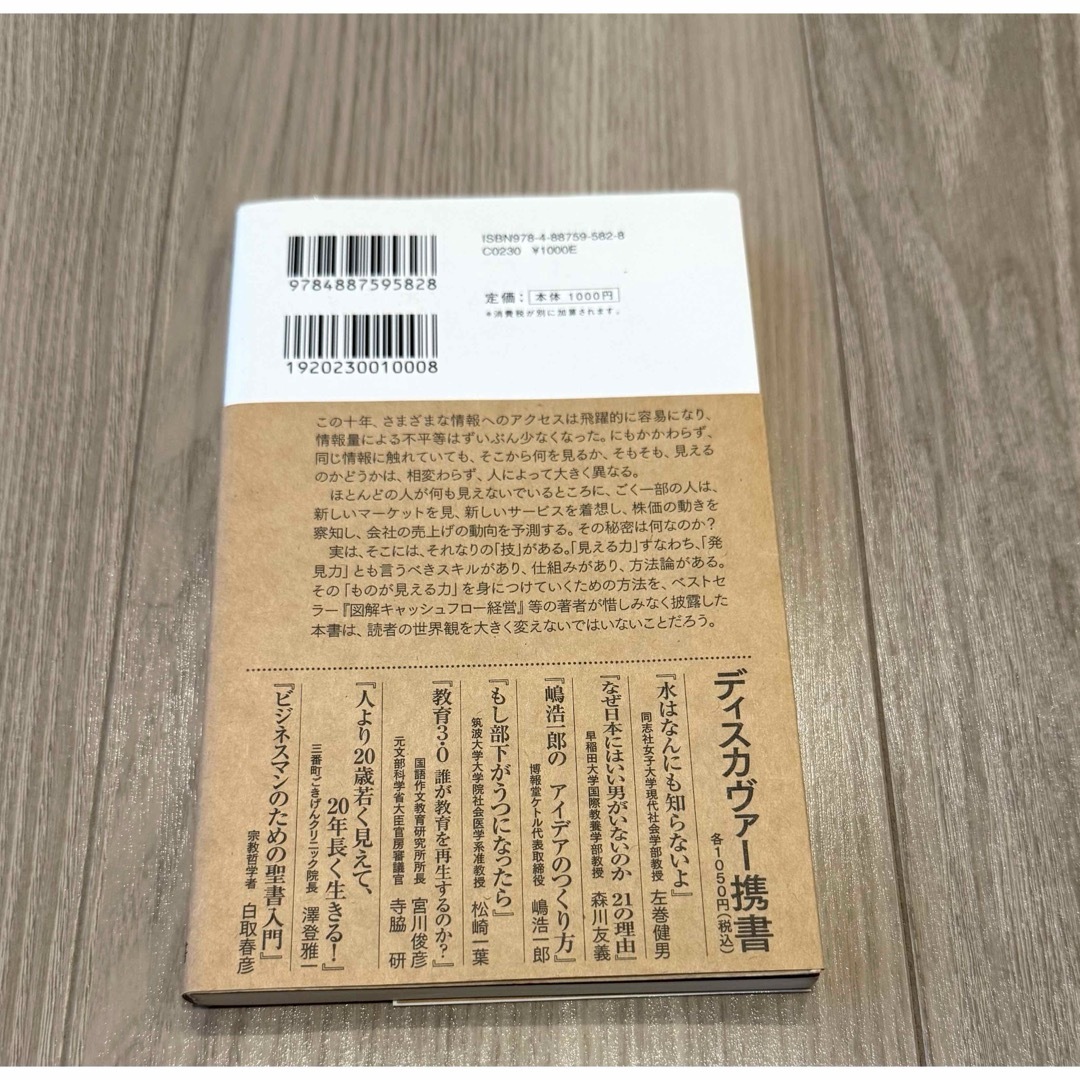 9784887595828
ISBN978-4-88759-582-8
C0230 ¥1000E
定価：本体 1000円
＊消費税が別に加算されます。
1920230010008
この十年、さまざまな情報へのアクセスは飛躍的に容易になり、
情報量による不平等はずいぶん少なくなった。にもかかわらず、
同じ情報に触れていても、そこから何を見るか、そもそも、見える
のかどうかは、相変わらず、人によって大きく異なる。
ほとんどの人が何も見えないでいるところに、ごく一部の人は、
新しいマーケットを見、新しいサービスを着想し、株価の動きを
察知し、会社の売上げの動向を予測する。その秘密は何なのか？
実は、そこには、それなりの「技」がある。「見える力」すなわち、「発
見力」とも言うべきスキルがあり、仕組みがあり、方法論がある。
その「ものが見える力」を身につけていくための方法を、ベストセ
ラー『図解キャッシュフロー経営』等の著者が惜しみなく披露した
本書は、読者の世界観を大きく変えないではいないことだろう。
ディスカヴァー携書
各1050円（税込）
『水はなんにも知らないよ』
同志社女子大学現代社会学部教授 左巻健男
『なぜ日本にはいい男がいないのか 21の理由』
早稲田大学国際教養学部教授 森川友義
『嶋浩一郎の アイデアのつくり方』
博報堂ケトル代表取締役 嶋浩一郎
『もし部下がうつになったら』
筑波大学大学院社会医学系准教授 松崎一葉
『教育3.0 誰が教育を再生するのか？』
国語作文教育研究所所長 宮川俊彦
元文部科学省大臣官房審議官 寺脇 研
『人より20歳若く見えて、
20年長く生きる！』
三番町ごきげんクリニック院長 澤登雅一
『ビジネスマンのための聖書入門』
宗教哲学者 白取春彦